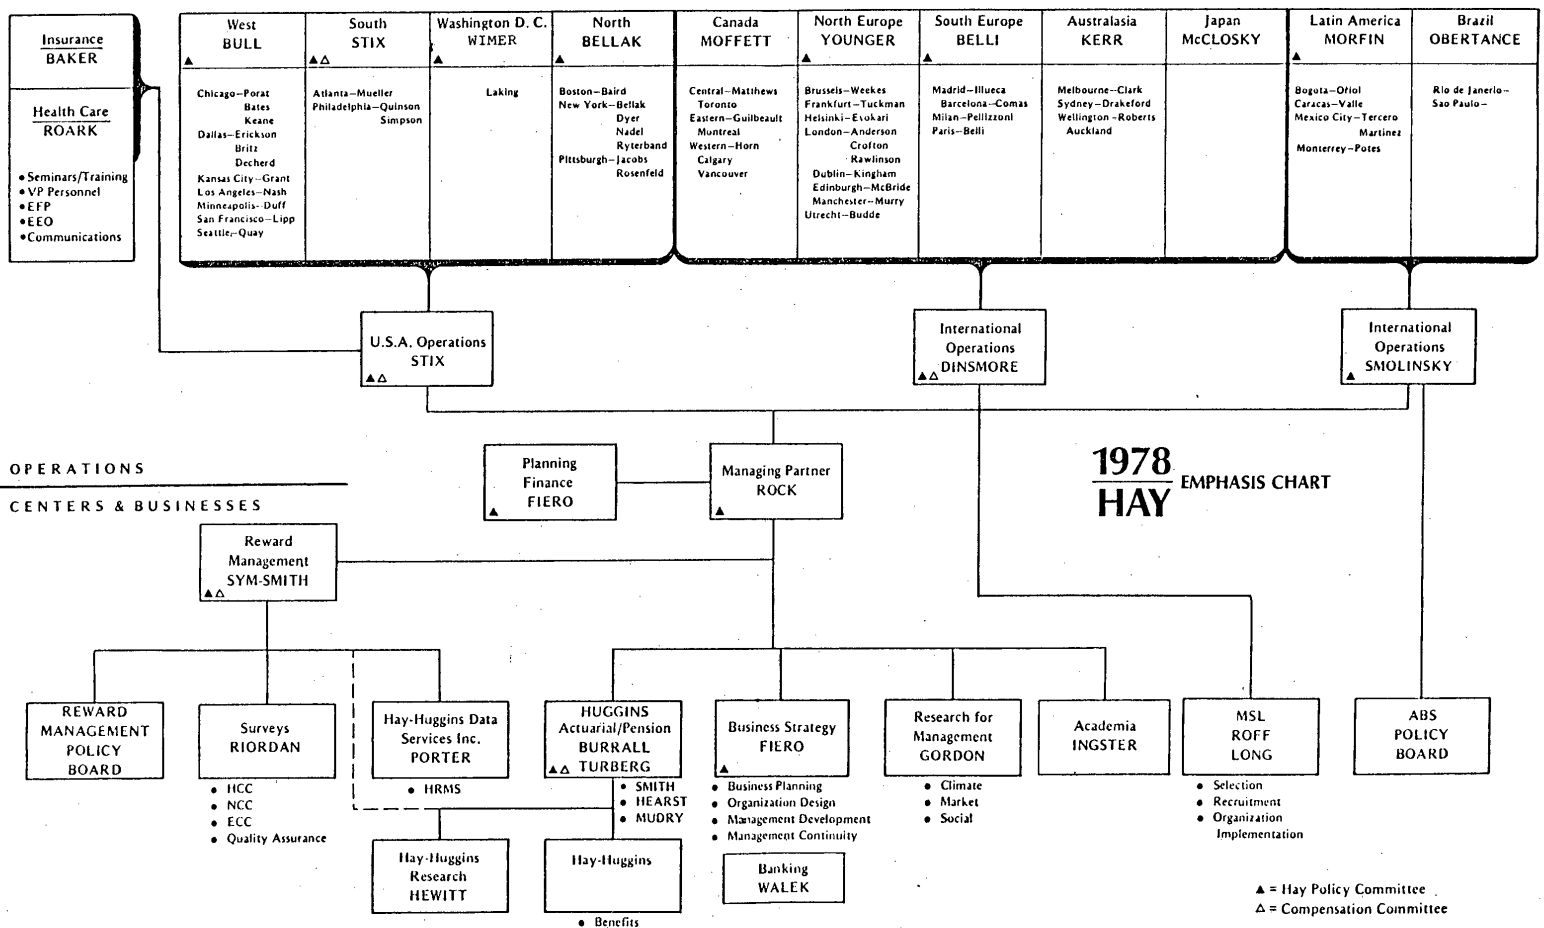 Insurance
BAKER
Health Care
ROARK
• Seminars/Training
• VP Personnel
• EFP
• EEO
• Communications
West
BULL
▲
Chicago–Porat
Bates
Keane
Dallas–Erickson
Britz
Decherd
Kansas City–Grant
Los Angeles–Nash
Minneapolis–Duff
San Francisco–Lipp
Seattle–Quay
South
STIX
▲△
Atlanta–Mueller
Philadelphia–Quinson
Simpson
Washington D. C.
WIMER
▲
Laking
North
BELLAK
▲
Boston–Baird
New York–Bellak
Dyer
Nadel
Ryterband
Pittsburgh–Jacobs
Rosenfeld
Canada
MOFFETT
Central–Matthews
Toronto
Eastern–Guilbeault
Montreal
Western–Horn
Calgary
Vancouver
North Europe
YOUNGER
▲
Brussels–Weekes
Frankfurt–Tuckman
Helsinki–Evokari
London–Anderson
Crofton
Rawlinson
Dublin–Kingham
Edinburgh–McBride
Manchester–Murry
Utrecht–Budde
South Europe
BELLI
▲
Madrid–Illueca
Barcelona–Comas
Milan–Pellizzoni
Paris–Belli
Australasia
KERR
Melbourne–Clark
Sydney–Drakeford
Wellington–Roberts
Auckland
Japan
McCLOSKY
Latin America
MORFIN
▲
Bogota–Oriol
Caracas–Valle
Mexico City–Tercero
Martinez
Monterrey–Potes
Brazil
OBERTANCE
Rio de Janerio–
Sao Paulo–
U.S.A. Operations
STIX
▲△
International
Operations
DINSMORE
▲△
International
Operations
SMOLINSKY
▲
OPERATIONS
CENTERS & BUSINESSES
Planning
Finance
FIERO
▲
Managing Partner
ROCK
▲
1978
HAY
EMPHASIS CHART
Reward
Management
SYM-SMITH
▲△
REWARD
MANAGEMENT
POLICY
BOARD
Surveys
RIORDAN
• HCC
• NCC
• ECC
• Quality Assurance
Hay-Huggins Data
Services Inc.
PORTER
• HRMS
HUGGINS
Actuarial/Pension
BURRALL
TURBERG
▲△
• SMITH
• HEARST
• MUDRY
Business Strategy
FIERO
▲
• Business Planning
• Organization Design
• Management Development
• Management Continuity
Research for
Management
GORDON
• Climate
• Market
• Social
Academia
INGSTER
MSL
ROFF
LONG
• Selection
• Recruitment
• Organization
Implementation
ABS
POLICY
BOARD
Hay-Huggins
Research
HEWITT
Hay-Huggins
• Benefits
Banking
WALEK
▲ = Hay Policy Committee
△ = Compensation Committee